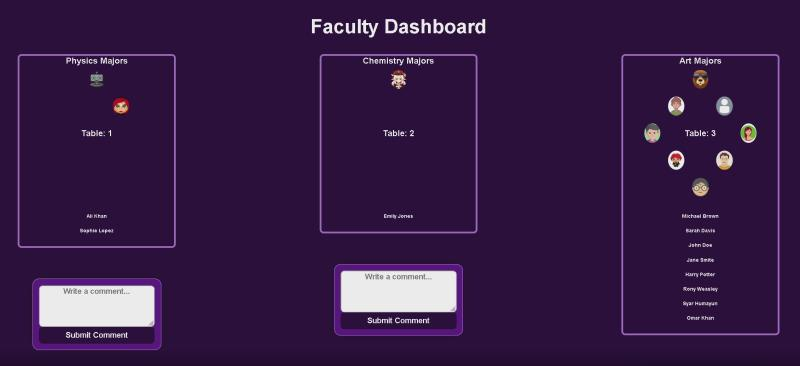 Faculty Dashboard
Physics Majors
Table: 1
Ali Khan
Sophia Lopez
Write a comment...
Submit Comment
Chemistry Majors
Table: 2
Emily Jones
Write a comment...
Submit Comment
Art Majors
Table: 3
Michael Brown
Sarah Davis
John Doe
Jane Smite
Harry Potter
Rony Weasley
Syar Humayun
Omar Khan